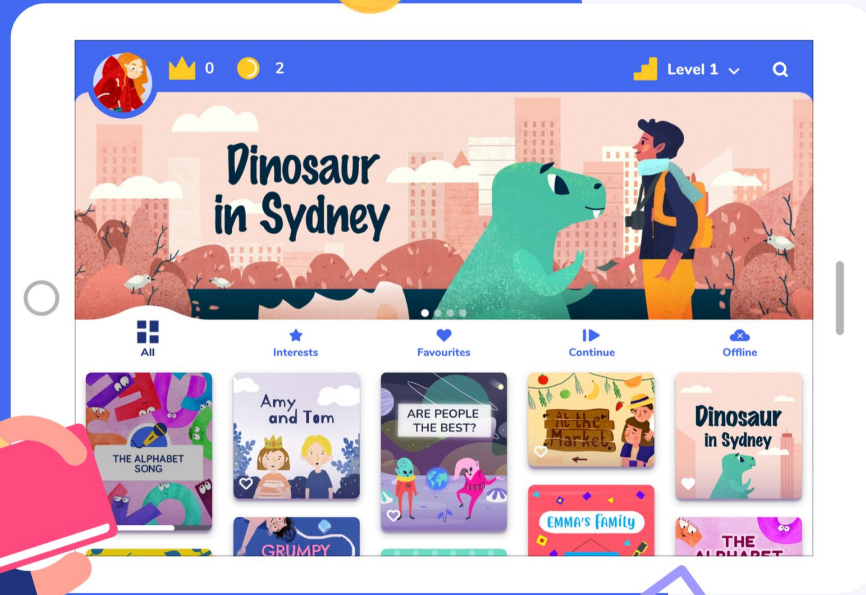 0
2
Level 1
Dinosaur
in Sydney
All
Interests
Favourites
Continue
Offline
THE ALPHABET
SONG
Amy
and Tom
ARE PEOPLE
THE BEST?
At the
Market
Dinosaur
in Sydney
EMMA'S FAMILY
GRUMPY
THE
ALPHABET